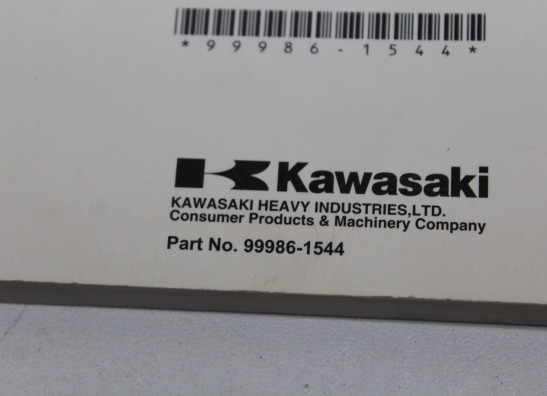 *99986-1544*
Kawasaki
KAWASAKI HEAVY INDUSTRIES,LTD.
Consumer Products & Machinery Company
Part No. 99986-1544